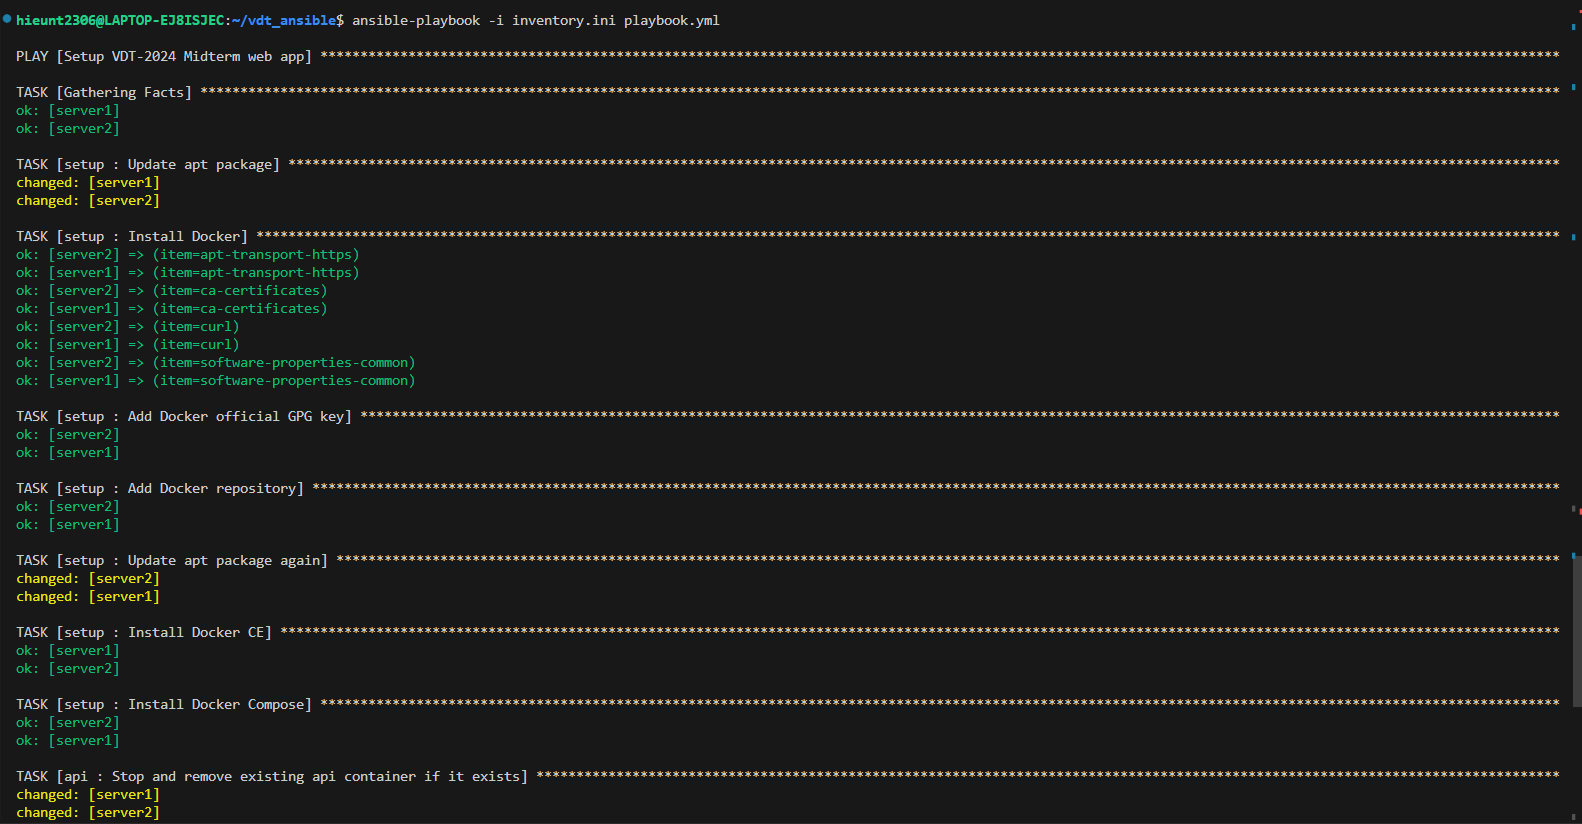 hieunt2306@LAPTOP-EJ8ISJEC:~/vdt_ansible$ ansible-playbook -i inventory.ini playbook.yml
PLAY [Setup VDT-2024 Midterm web app] ***********************************************************************************************************************************************************
TASK [Gathering Facts] **************************************************************************************************************************************************************************
ok: [server1]
ok: [server2]
TASK [setup : Update apt package] ***************************************************************************************************************************************************************
changed: [server1]
changed: [server2]
TASK [setup : Install Docker] *******************************************************************************************************************************************************************
ok: [server2] => (item=apt-transport-https)
ok: [server1] => (item=apt-transport-https)
ok: [server2] => (item=ca-certificates)
ok: [server1] => (item=ca-certificates)
ok: [server2] => (item=curl)
ok: [server1] => (item=curl)
ok: [server2] => (item=software-properties-common)
ok: [server1] => (item=software-properties-common)
TASK [setup : Add Docker official GPG key] ******************************************************************************************************************************************************
ok: [server2]
ok: [server1]
TASK [setup : Add Docker repository] ************************************************************************************************************************************************************
ok: [server2]
ok: [server1]
TASK [setup : Update apt package again] *********************************************************************************************************************************************************
changed: [server2]
changed: [server1]
TASK [setup : Install Docker CE] ****************************************************************************************************************************************************************
ok: [server1]
ok: [server2]
TASK [setup : Install Docker Compose] ***********************************************************************************************************************************************************
ok: [server2]
ok: [server1]
TASK [api : Stop and remove existing api container if it exists] ********************************************************************************************************************************
changed: [server1]
changed: [server2]